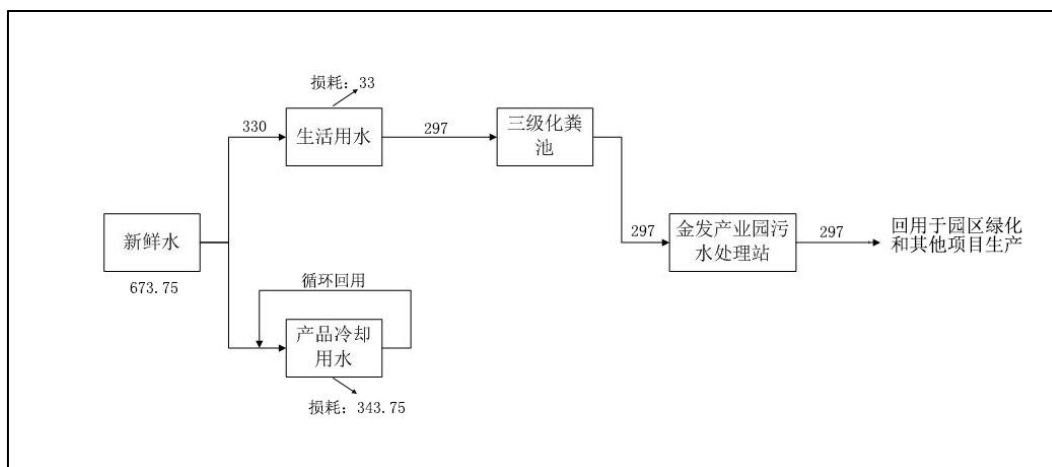 损耗：33
330
生活用水
297
三级化粪
池
新鲜水
673.75
297
金发产业园污
水处理站
297
回用于园区绿化
和其他项目生产
循环回用
产品冷却
用水
损耗：343.75